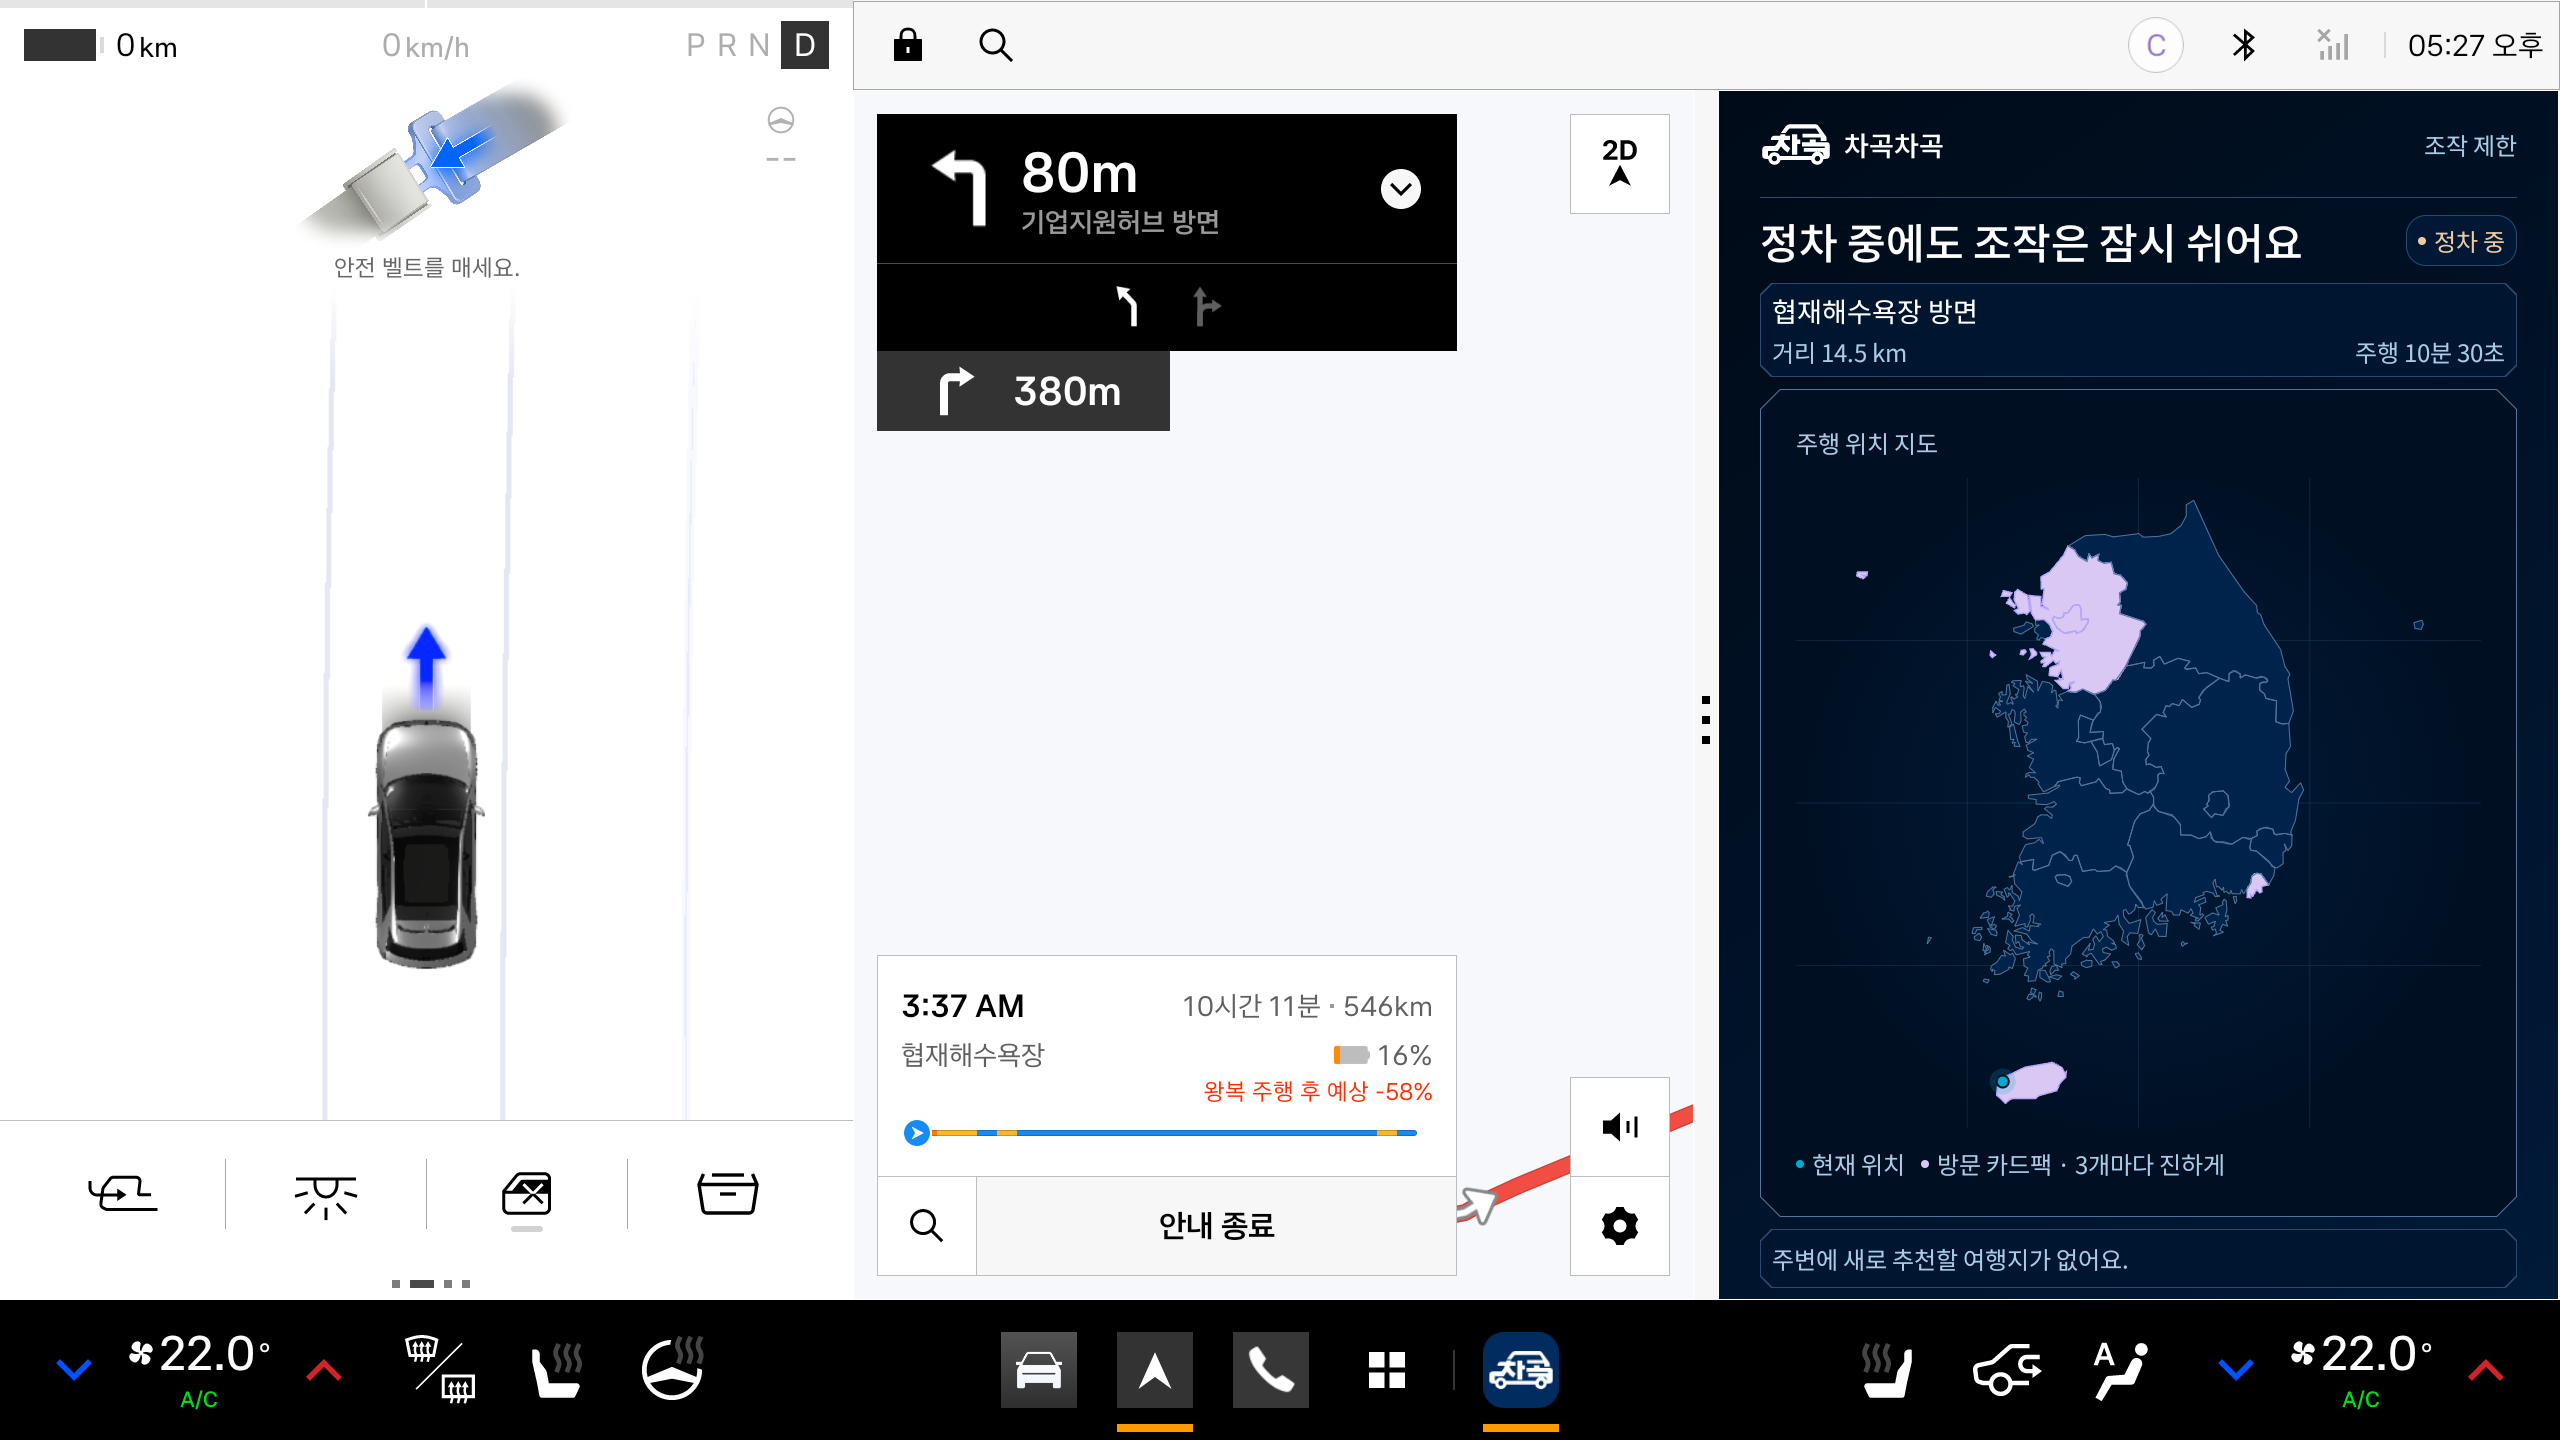 0 km
0 km/h
P R N D
안전 벨트를 매세요.
C
05:27 오후
80m
기업지원허브 방면
380m
2D
3:37 AM
10시간 11분 · 546km
협재해수욕장
16%
왕복 주행 후 예상 -58%
안내 종료
차곡
차곡차곡
조작 제한
정차 중에도 조작은 잠시 쉬어요
• 정차 중
협재해수욕장 방면
거리 14.5 km
주행 10분 30초
주행 위치 지도
• 현재 위치 • 방문 카드팩 · 3개마다 진하게
주변에 새로 추천할 여행지가 없어요.
22.0°
A/C
차곡
A
22.0°
A/C